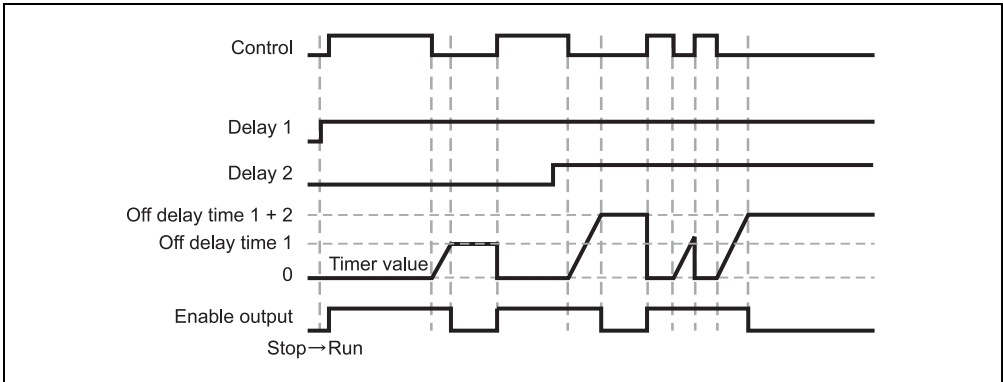 Control
Delay 1
Delay 2
Off delay time 1 + 2
Off delay time 1
0
Timer value
Enable output
Stop→Run